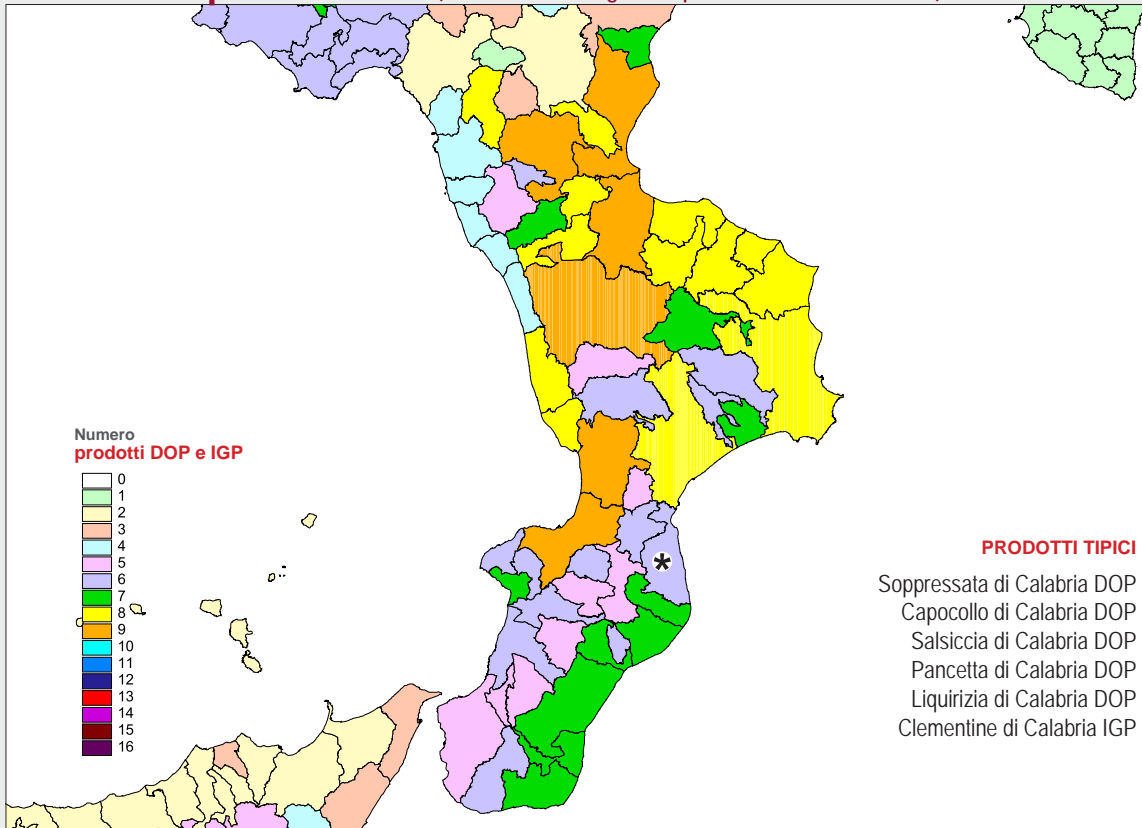 Numero
prodotti DOP e IGP
0
1
2
3
4
5
6
7
8
9
10
11
12
13
14
15
16
*
PRODOTTI TIPICI
Soppressata di Calabria DOP
Capocollo di Calabria DOP
Salsiccia di Calabria DOP
Pancetta di Calabria DOP
Liquirizia di Calabria DOP
Clementine di Calabria IGP